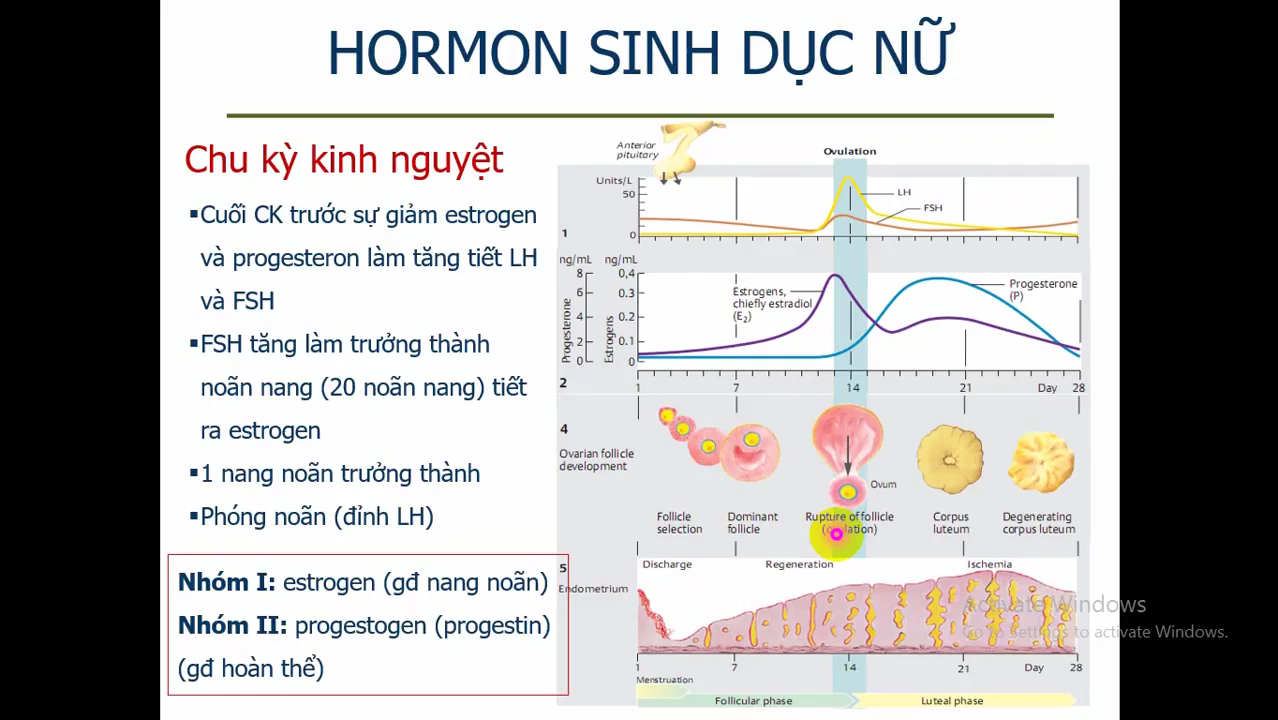 HORMON SINH DỤC NỮ
Chu kỳ kinh nguyệt
▪Cuối CK trước sự giảm estrogen
và progesteron làm tăng tiết LH
và FSH
▪FSH tăng làm trưởng thành
noãn nang (20 noãn nang) tiết
ra estrogen
▪1 nang noãn trưởng thành
▪Phóng noãn (đỉnh LH)
Nhóm I: estrogen (gđ nang noãn)
Nhóm II: progestogen (progestin)
(gđ hoàn thể)
Anterior
pituitary
Ovulation
Units/L
50
0
LH
FSH
1
ng/mL
ng/mL
8
6
4
2
0
Progesterone
0,4
0.3
0.2
0.1
0
Estrogens
Estrogens,
chiefly estradiol
(E2)
Progesterone
(P)
2
1
7
14
21
Day
28
4
Ovarian follicle
development
Ovum
Follicle
selection
Dominant
follicle
Rupture of follicle
(ovulation)
Corpus
luteum
Degenerating
corpus luteum
5
Endometrium
Discharge
Regeneration
Ischemia
1
7
14
21
Day
28
Menstruation
Follicular phase
Luteal phase
Activate Windows
Go to Settings to activate Windows.